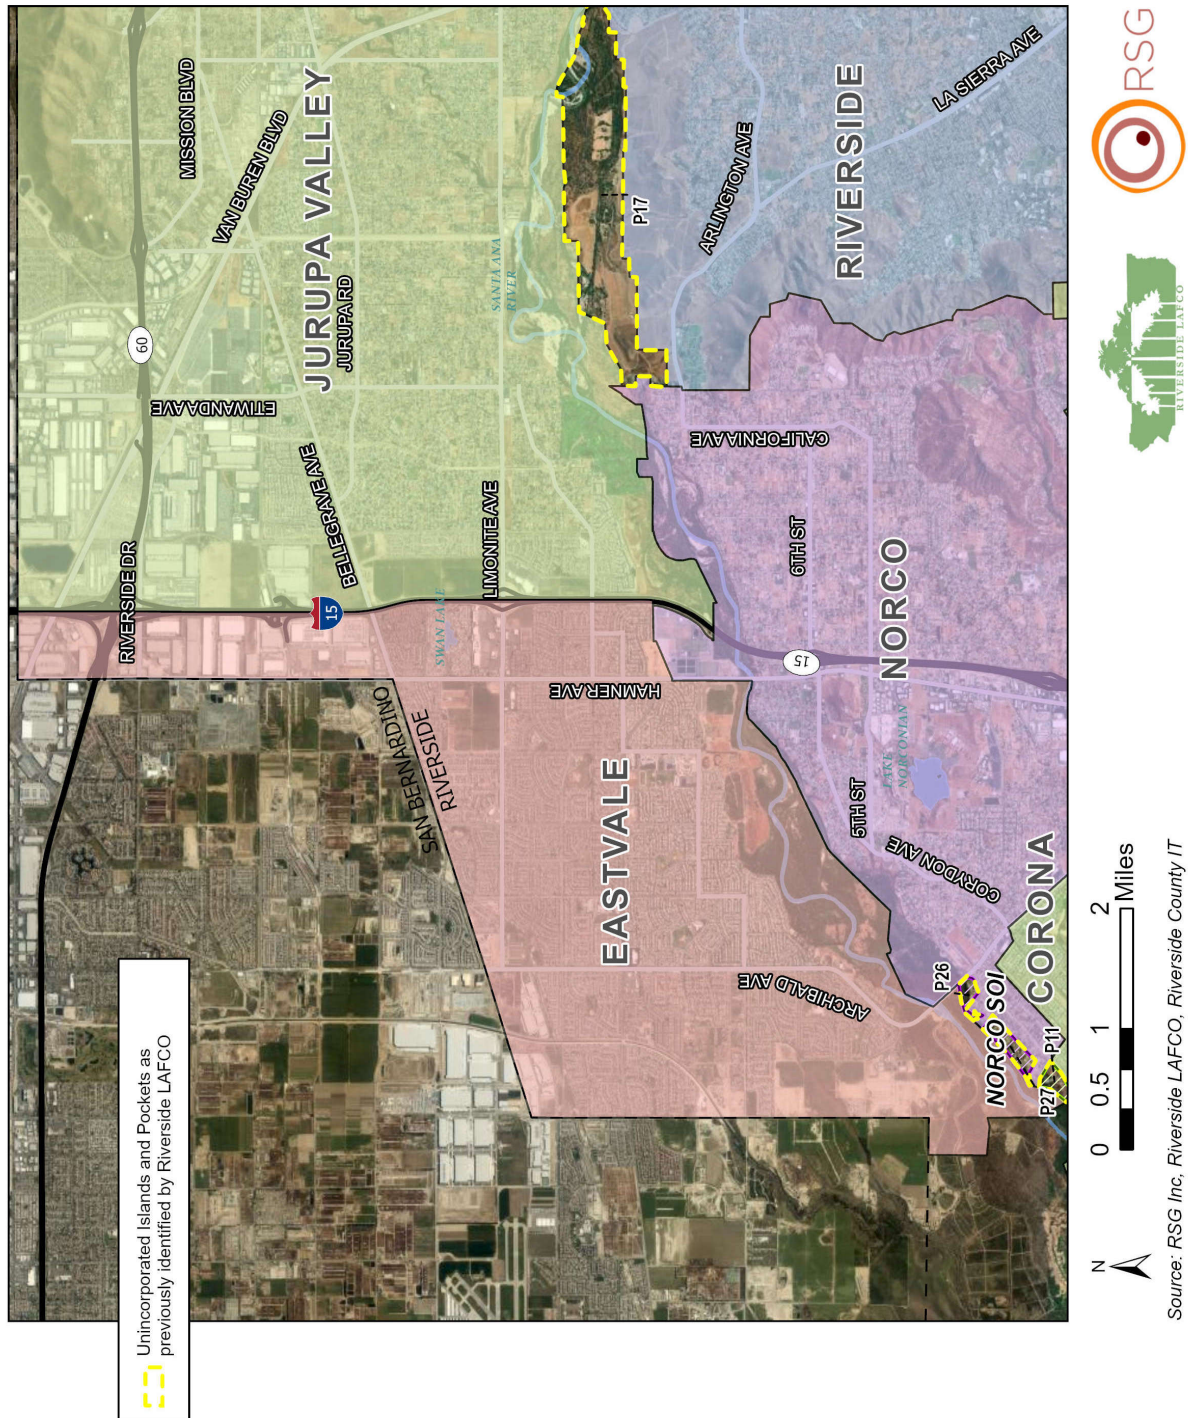 Unincorporated Islands and Pockets as
previously identified by Riverside LAFCO
RIVERSIDE DR
60
MISSION BLVD
VAN BUREN BLVD
ETIWANDA AVE
JURUPA VALLEY
JURUPA RD
BELLEGRAVE AVE
15
SAN BERNARDINO
RIVERSIDE
SWAN LAKE
LIMONITE AVE
SANTA ANA
RIVER
HAMNER AVE
EASTVALE
P17
ARLINGTON AVE
CALIFORNIA AVE
ARCHIBALD AVE
6TH ST
15
RIVERSIDE
LA SIERRA AVE
5TH ST
LAKE
NORCONIAN
NORCO
CORYDON AVE
P26
NORCO SOI
CORONA
P27
P11
N
0 0.5 1 2
Miles
Source: RSG Inc, Riverside LAFCO, Riverside County IT
RIVERSIDE LAFCO
RSG